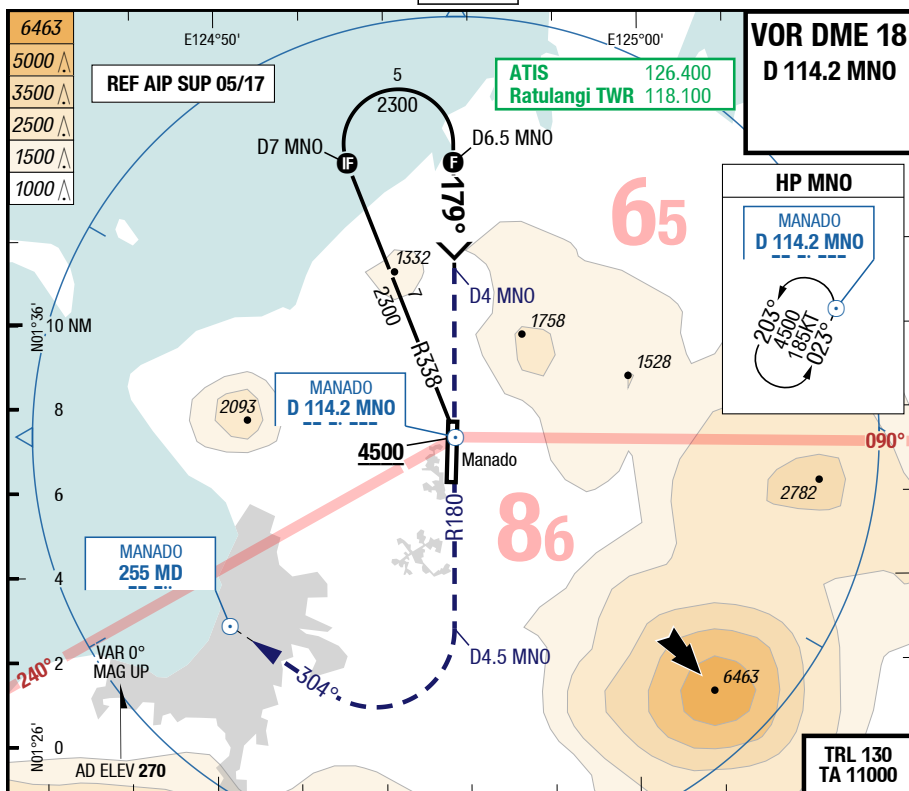 6463
5000
3500
2500
1500
1000
E124°50'
E125°00'
VOR DME 18
D 114.2 MNO
REF AIP SUP 05/17
ATIS 126.400
Ratulangi TWR 118.100
5
2300
D7 MNO
IF
F
D6.5 MNO
179°
65
HP MNO
MANADO
D 114.2 MNO
203°
4500
185KT
023°
1332
7
2300
D4 MNO
N01°36'
10 NM
1758
R338
1528
8
2093
MANADO
D 114.2 MNO
4500
Manado
090°
6
2782
R180
86
MANADO
255 MD
4
D4.5 MNO
240°
VAR 0°
MAG UP
2
304°
6463
N01°26'
0
AD ELEV 270
TRL 130
TA 11000